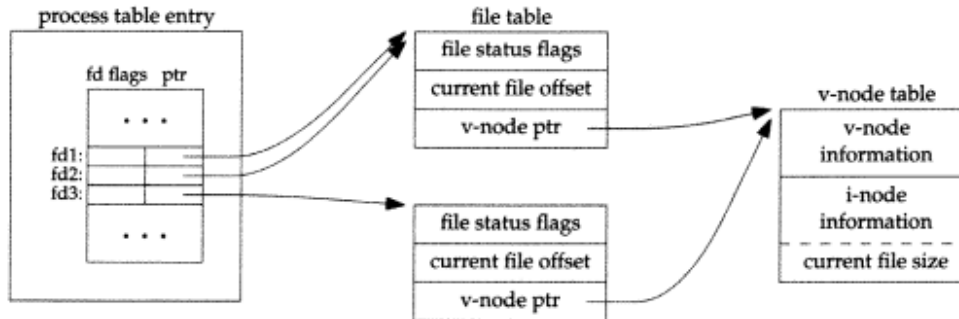 process table entry
fd flags ptr
. . .
fd1:
fd2:
fd3:
. . .
file table
file status flags
current file offset
v-node ptr
file status flags
current file offset
v-node ptr
v-node table
v-node
information
i-node
information
current file size